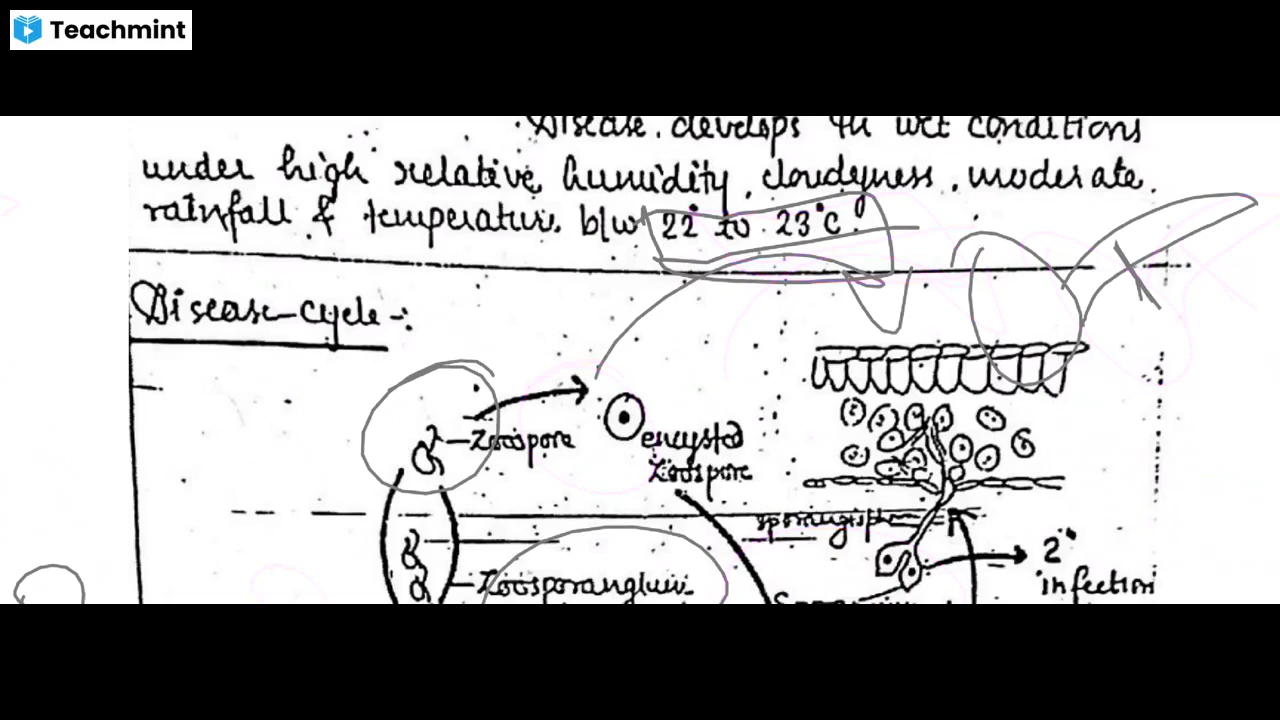 Teachmint
Disease develops in wet conditions
under high relative humidity, cloudyness, moderate
rainfall & temperature b/w 22° to 23°c.
Disease-cycle-:
Zoospore
encysted
Zoospore
2°
infection
Zoosporangium